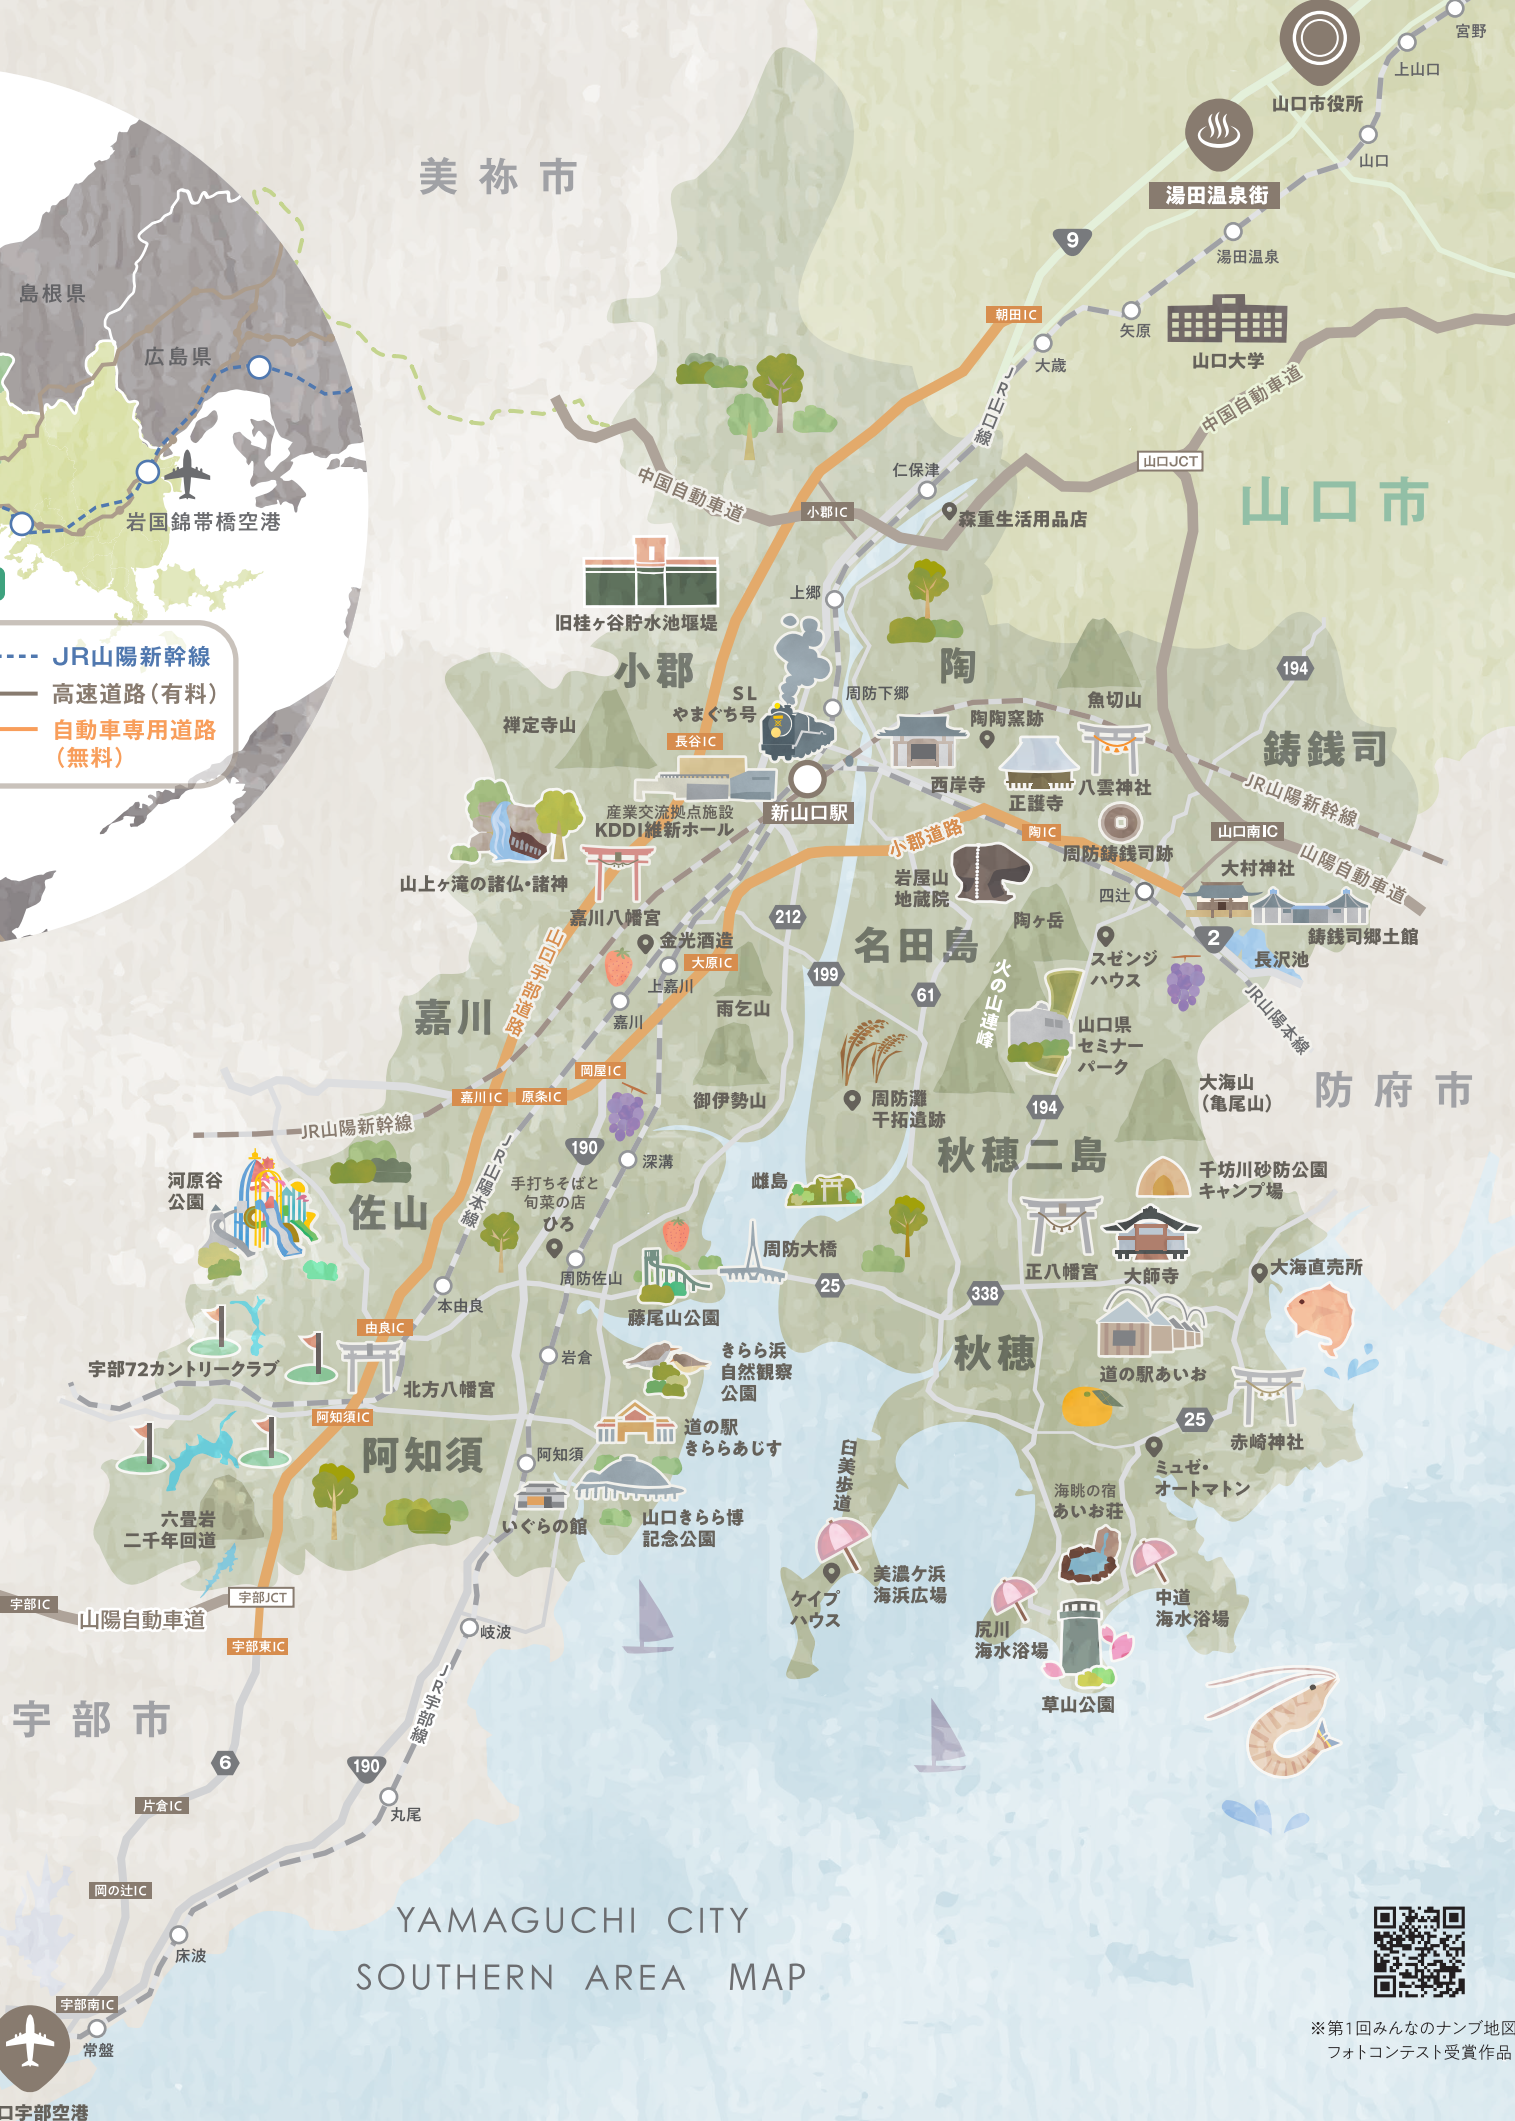 宮野
上山口
山口市役所
山口
湯田温泉街
湯田温泉
9
美祢市
島根県
広島県
岩国錦帯橋空港
JR山陽新幹線
高速道路(有料)
自動車専用道路
(無料)
朝田IC
矢原
大歳
山口大学
JR山口線
中国自動車道
山口JCT
山口市
仁保津
中国自動車道
小郡IC
森重生活用品店
上郷
旧桂ヶ谷貯水池堰堤
小郡
陶
194
SL
やまぐち号
周防下郷
魚切山
禅定寺山
長谷IC
陶陶窯跡
鋳銭司
西岸寺
正護寺
八雲神社
JR山陽新幹線
産業交流拠点施設
KDDI維新ホール
新山口駅
小郡道路
陶IC
山口南IC
周防鋳銭司跡
山陽自動車道
大村神社
山上ヶ滝の諸仏・諸神
岩屋山
地蔵院
四辻
嘉川八幡宮
212
陶ヶ岳
金光酒造
名田島
2
鋳銭司郷土館
長沢池
スゼンジ
ハウス
山口宇部道路
大原IC
上嘉川
199
61
火の山連峰
JR山陽本線
嘉川
嘉川
雨乞山
山口県
セミナー
パーク
岡屋IC
嘉川IC
原条IC
御伊勢山
周防灘
干拓遺跡
194
大海山
(亀尾山)
防府市
JR山陽新幹線
JR山陽本線
190
深溝
秋穂二島
河原谷
公園
佐山
手打ちそばと
旬菜の店
ひろ
雌島
千坊川砂防公園
キャンプ場
周防大橋
周防佐山
25
338
正八幡宮
大師寺
大海直売所
本由良
藤尾山公園
由良IC
秋穂
宇部72カントリークラブ
岩倉
きらら浜
自然観察
公園
道の駅あいお
北方八幡宮
阿知須IC
道の駅
きららあじす
25
赤崎神社
阿知須
阿知須
臼美歩道
ミュゼ・
オートマトン
海眺の宿
あいお荘
六畳岩
二千年回道
いぐらの館
山口きらら博
記念公園
美濃ケ浜
海浜広場
ケイプ
ハウス
中道
海水浴場
尻川
海水浴場
宇部IC
山陽自動車道
宇部JCT
宇部東IC
岐波
草山公園
JR宇部線
宇部市
6
190
片倉IC
丸尾
岡の辻IC
床波
YAMAGUCHI CITY
SOUTHERN AREA MAP
宇部南IC
常盤
口宇部空港
※第1回みんなのナンブ地図
フォトコンテスト受賞作品